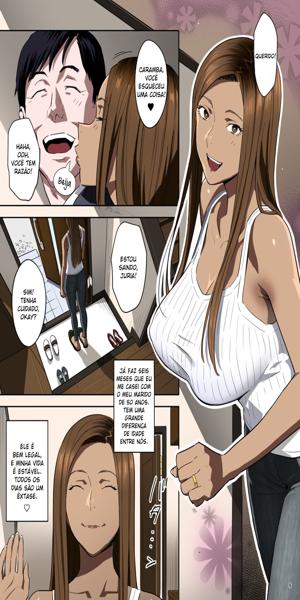 QUERIDO!
CARAMBA,
VOCÊ
ESQUECEU
UMA COISA!
♥
HAHA,
OOH,
VOCÊ TEM
RAZÃO!
Beija
ESTOU
SAINDO,
JURIA!
SIM!
TENHA
CUIDADO,
OKAY?
JÁ FAZ SEIS
MESES QUE EU
ME CASEI COM
O MEU MARIDO
DE 50 ANOS.
TEM UMA
GRANDE
DIFERENÇA
DE IDADE
ENTRE NÓS.
ELE É
BEM LEGAL,
E MINHA VIDA
É ESTÁVEL.
TODOS OS
DIAS SÃO UM
ÊXTASE.
♡